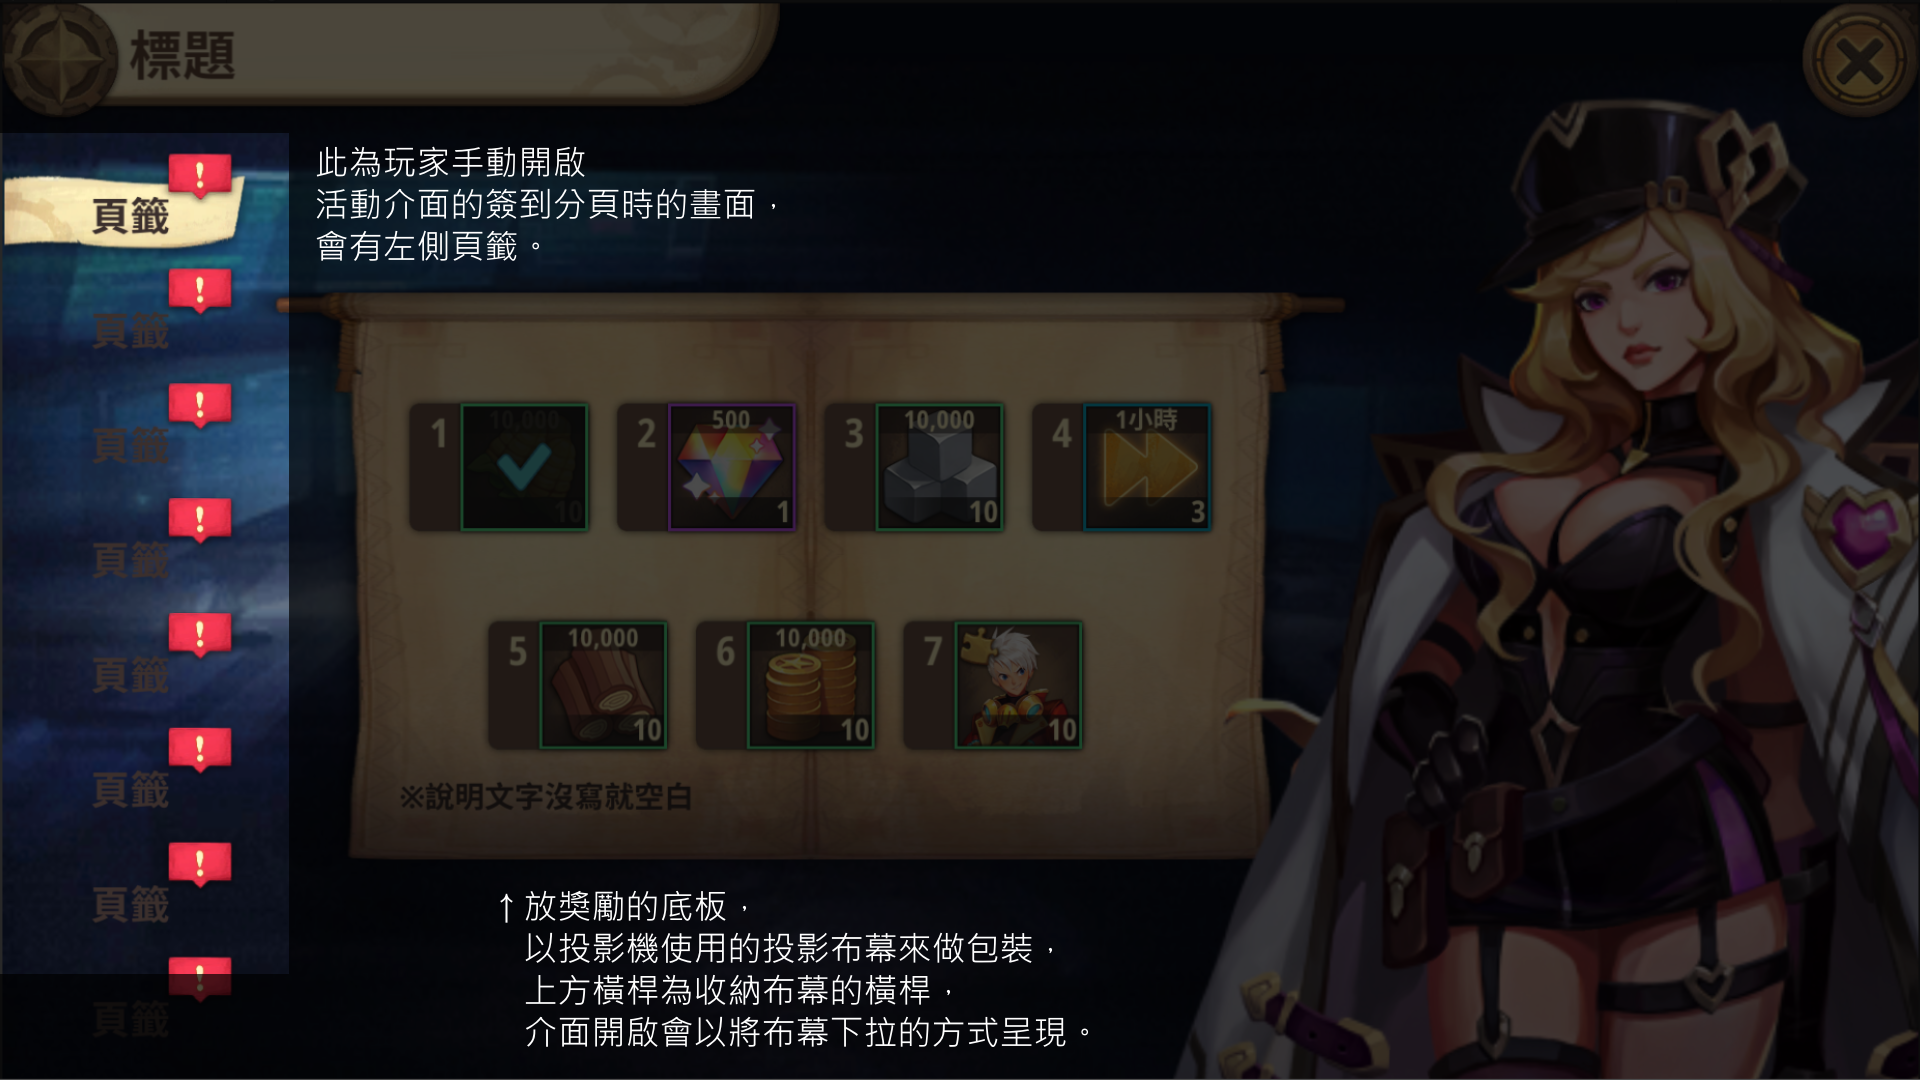 標題
頁籤
頁籤
頁籤
頁籤
頁籤
頁籤
頁籤
頁籤
此為玩家手動開啟
活動介面的簽到分頁時的畫面，
會有左側頁籤。
1
10,000
10
2
500
1
3
10,000
10
4
1小時
3
5
10,000
10
6
10,000
10
7
10
※說明文字沒寫就空白
↑放獎勵的底板，
以投影機使用的投影布幕來做包裝，
上方橫桿為收納布幕的橫桿，
介面開啟會以將布幕下拉的方式呈現。